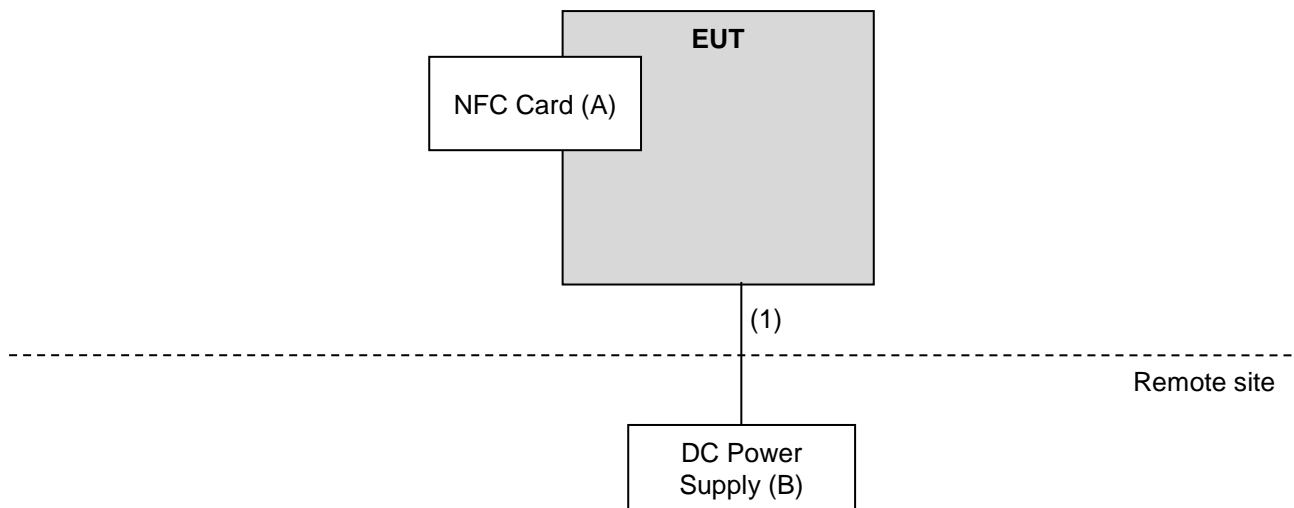 EUT
NFC Card (A)
(1)
Remote site
DC Power
Supply (B)